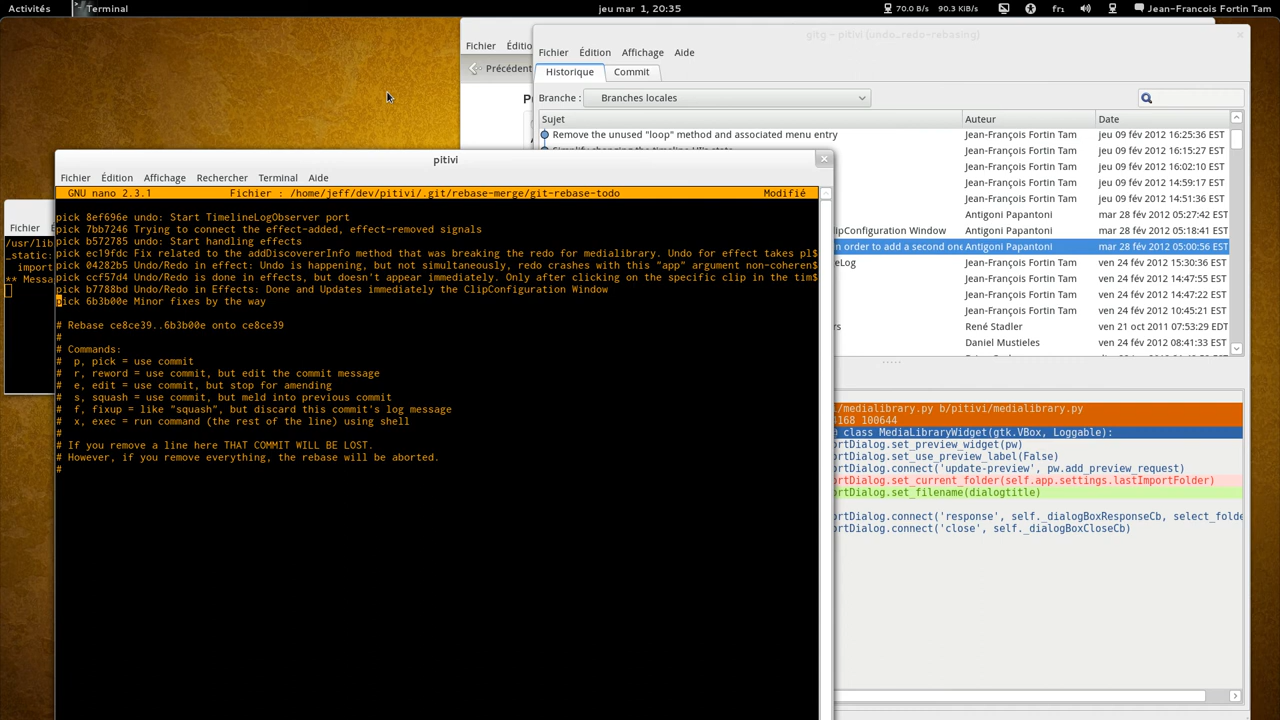 Activités
Terminal
jeu mar 1, 20:35
70.0 B/s 90.3 KiB/s
fr₁
Jean-Francois Fortin Tam
Fichier Éditio
Précédent
gitg - pitivi (undo_redo-rebasing)
Fichier Édition Affichage Aide
Historique Commit
Branche : Branches locales
Sujet Auteur Date
Remove the unused "loop" method and associated menu entry Jean-François Fortin Tam jeu 09 fév 2012 16:25:36 EST
Jean-François Fortin Tam jeu 09 fév 2012 16:15:27 EST
Jean-François Fortin Tam jeu 09 fév 2012 16:02:10 EST
Jean-François Fortin Tam jeu 09 fév 2012 14:59:17 EST
Jean-François Fortin Tam jeu 09 fév 2012 14:51:36 EST
Antigoni Papantoni mar 28 fév 2012 05:27:42 EST
lipConfiguration Window Antigoni Papantoni mar 28 fév 2012 05:18:41 EST
n order to add a second one Antigoni Papantoni mar 28 fév 2012 05:00:56 EST
eLog Jean-François Fortin Tam ven 24 fév 2012 15:30:36 EST
Jean-François Fortin Tam ven 24 fév 2012 14:47:22 EST
Jean-François Fortin Tam ven 24 fév 2012 14:47:22 EST
Jean-François Fortin Tam ven 24 fév 2012 10:45:21 EST
rs René Stadler ven 21 oct 2011 07:53:29 EDT
Daniel Mustieles ven 24 fév 2012 08:41:33 EST
/medialibrary.py b/pitivi/medialibrary.py
168 100644
class MediaLibraryWidget(gtk.VBox, Loggable):
ortDialog.set_preview_widget(pw)
ortDialog.set_use_preview_label(False)
ortDialog.connect('update-preview', pw.add_preview_request)
ortDialog.set_current_folder(self.app.settings.lastImportFolder)
ortDialog.set_filename(dialogtitle)
ortDialog.connect('response', self._dialogBoxResponseCb, select_folde
ortDialog.connect('close', self._dialogBoxCloseCb)
Fichier É
/usr/lib
_static:
import
** Messa
pitivi
Fichier Édition Affichage Rechercher Terminal Aide
GNU nano 2.3.1 Fichier : /home/jeff/dev/pitivi/.git/rebase-merge/git-rebase-todo Modifié
pick 8ef696e undo: Start TimelineLogObserver port
pick 7bb7246 Trying to connect the effect-added, effect-removed signals
pick b572785 undo: Start handling effects
pick ec19fdc Fix related to the addDiscovererInfo method that was breaking the redo for medialibrary. Undo for effect takes pl$
pick 04282b5 Undo/Redo in effect: Undo is happening, but not simultaneously, redo crashes with this "app" argument non-coheren$
pick ccf57d4 Undo/Redo is done in effects, but doesn't appear immediately. Only after clicking on the specific clip in the tim$
pick b7788bd Undo/Redo in Effects: Done and Updates immediately the ClipConfiguration Window
pick 6b3b00e Minor fixes by the way
# Rebase ce8ce39..6b3b00e onto ce8ce39
#
# Commands:
# p, pick = use commit
# r, reword = use commit, but edit the commit message
# e, edit = use commit, but stop for amending
# s, squash = use commit, but meld into previous commit
# f, fixup = like "squash", but discard this commit's log message
# x, exec = run command (the rest of the line) using shell
#
# If you remove a line here THAT COMMIT WILL BE LOST.
# However, if you remove everything, the rebase will be aborted.
#